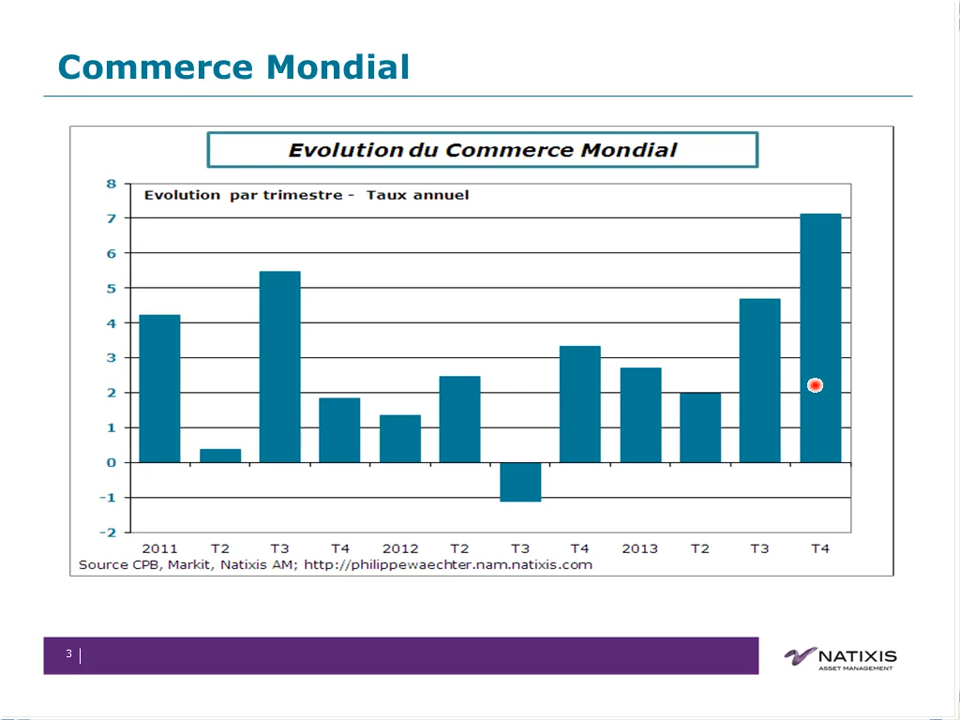 Commerce Mondial
Evolution du Commerce Mondial
8
Evolution par trimestre - Taux annuel
7
6
5
4
3
2
1
0
-1
-2
2011 T2 T3 T4 2012 T2 T3 T4 2013 T2 T3 T4
Source CPB, Markit, Natixis AM; http://philippewaechter.nam.natixis.com
3
NATIXIS
ASSET MANAGEMENT